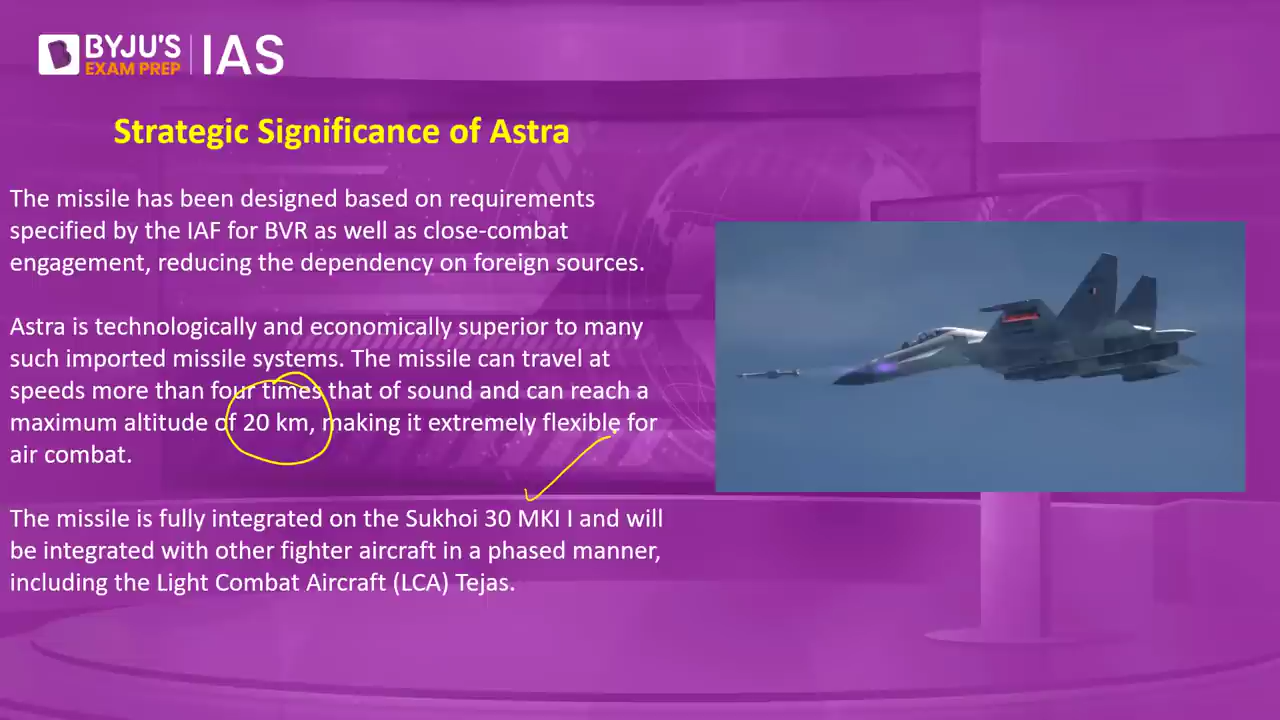 BYJU'S
EXAM PREP
IAS
Strategic Significance of Astra
The missile has been designed based on requirements
specified by the IAF for BVR as well as close-combat
engagement, reducing the dependency on foreign sources.
Astra is technologically and economically superior to many
such imported missile systems. The missile can travel at
speeds more than four times that of sound and can reach a
maximum altitude of 20 km, making it extremely flexible for
air combat.
The missile is fully integrated on the Sukhoi 30 MKI I and will
be integrated with other fighter aircraft in a phased manner,
including the Light Combat Aircraft (LCA) Tejas.